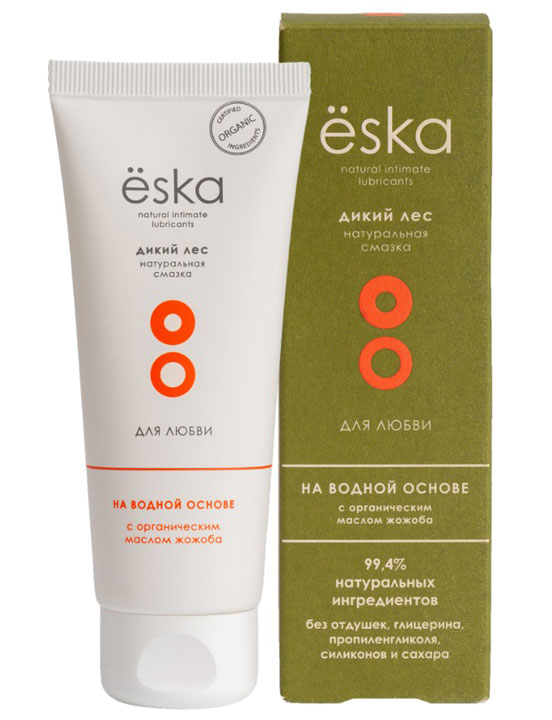 CERTIFIED
ORGANIC
INGREDIENTS
ёska
natural intimate
lubricants
ДИКИЙ ЛЕС
натуральная
смазка
ДЛЯ ЛЮБВИ
НА ВОДНОЙ ОСНОВЕ
с органическим
маслом жожоба
ёska
natural intimate
lubricants
ДИКИЙ ЛЕС
натуральная
смазка
ДЛЯ ЛЮБВИ
НА ВОДНОЙ ОСНОВЕ
с органическим
маслом жожоба
99,4%
натуральных
ингредиентов
без отдушек, глицерина,
пропиленгликоля,
силиконов и сахара